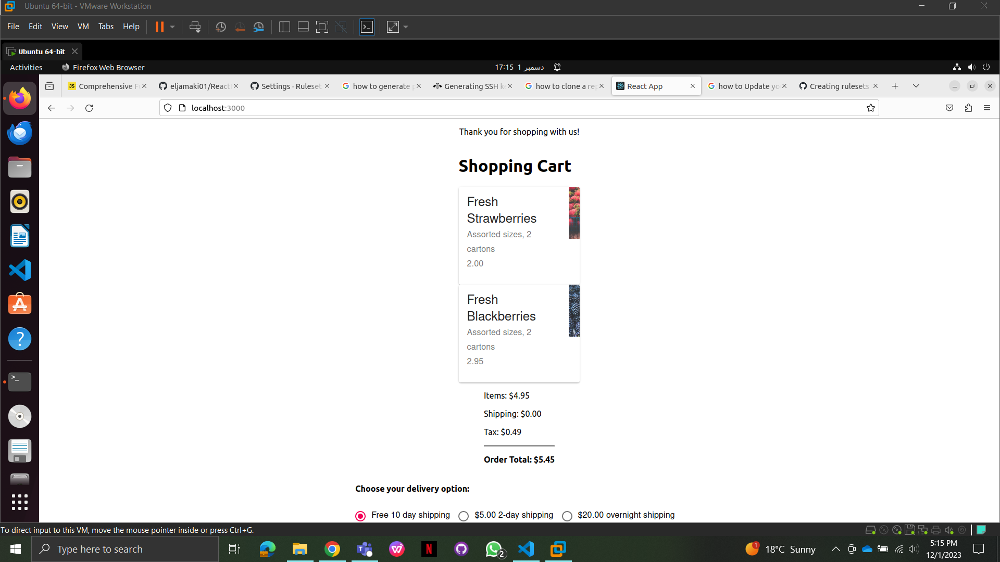 Ubuntu 64-bit - VMware Workstation
File Edit View VM Tabs Help
Ubuntu 64-bit
Activities Firefox Web Browser 17:15 1 دسمبر
JS Comprehensive Fu eljamaki01/React Settings · Ruleset how to generate p Generating SSH ke how to clone a rep React App how to Update yo Creating rulesets
localhost:3000
Thank you for shopping with us!
Shopping Cart
Fresh
Strawberries
Assorted sizes, 2
cartons
2.00
Fresh
Blackberries
Assorted sizes, 2
cartons
2.95
Items: $4.95
Shipping: $0.00
Tax: $0.49
Order Total: $5.45
Choose your delivery option:
Free 10 day shipping $5.00 2-day shipping $20.00 overnight shipping
To direct input to this VM, move the mouse pointer inside or press Ctrl+G.
Type here to search 2 1 18°C Sunny 5:15 PM
12/1/2023